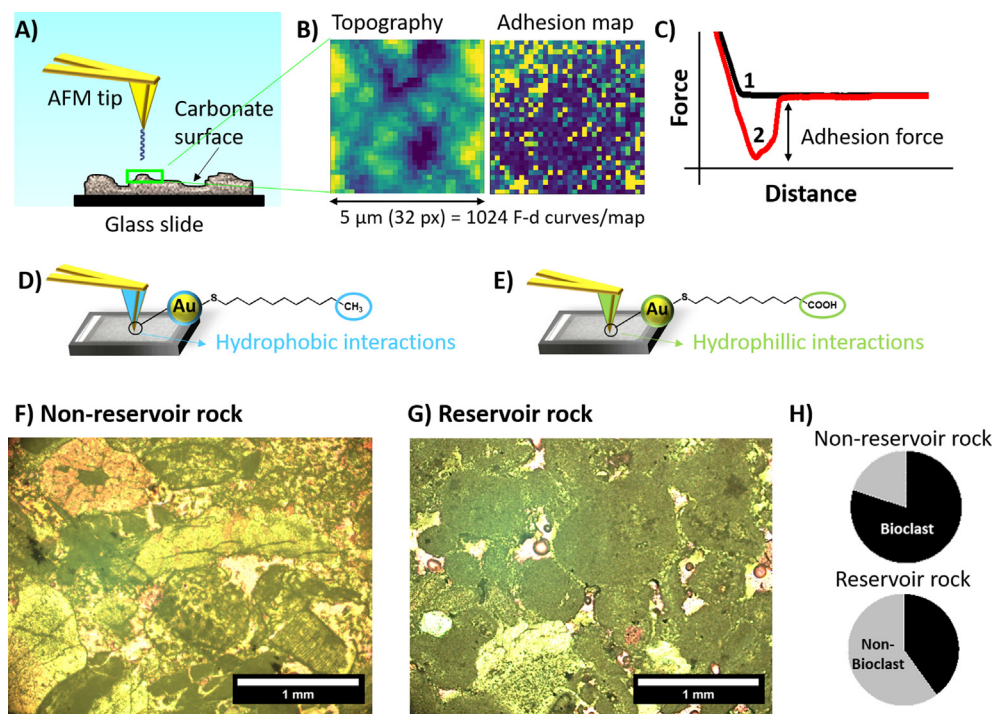 A)
AFM tip
Carbonate
surface
Glass slide
B) Topography
Adhesion map
5 µm (32 px) = 1024 F-d curves/map
C)
Force
1
2
Adhesion force
Distance
D)
Au
S
CH3
Hydrophobic interactions
E)
Au
S
COOH
Hydrophillic interactions
F) Non-reservoir rock
1 mm
G) Reservoir rock
1 mm
H)
Non-reservoir rock
Bioclast
Reservoir rock
Non-
Bioclast